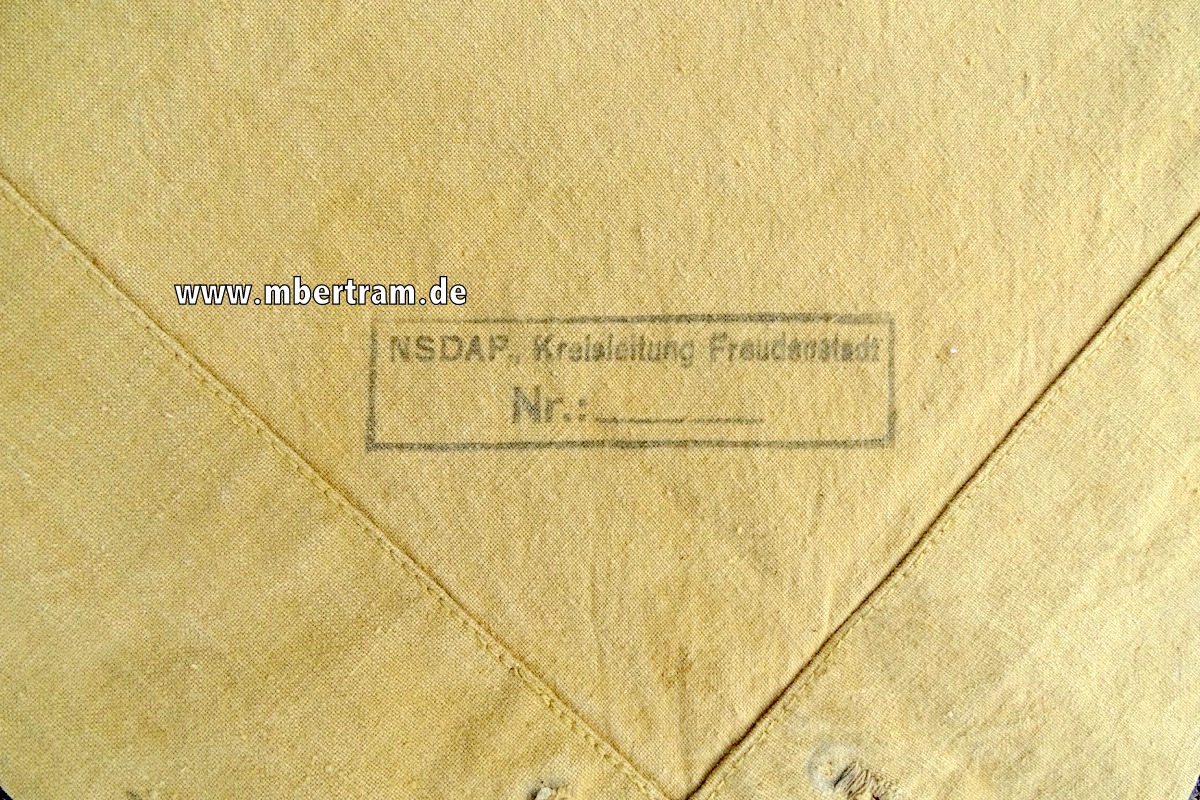 www.mbertram.de
NSDAP., Kreisleitung Freudenstadt
Nr.: